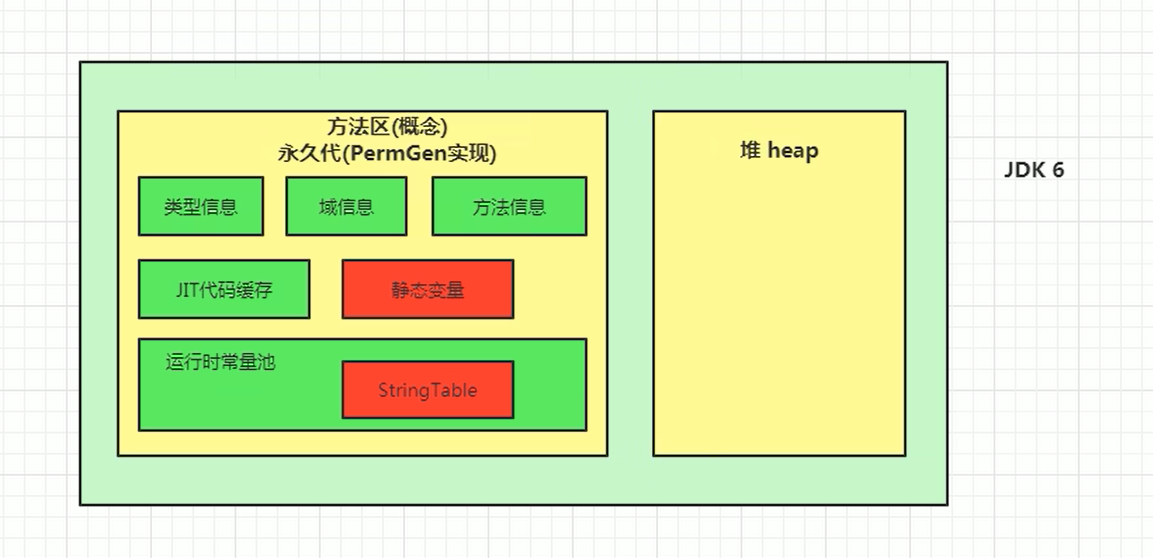 方法区(概念)
永久代(PermGen实现)
堆 heap
JDK 6
类型信息
域信息
方法信息
JIT代码缓存
静态变量
运行时常量池
StringTable